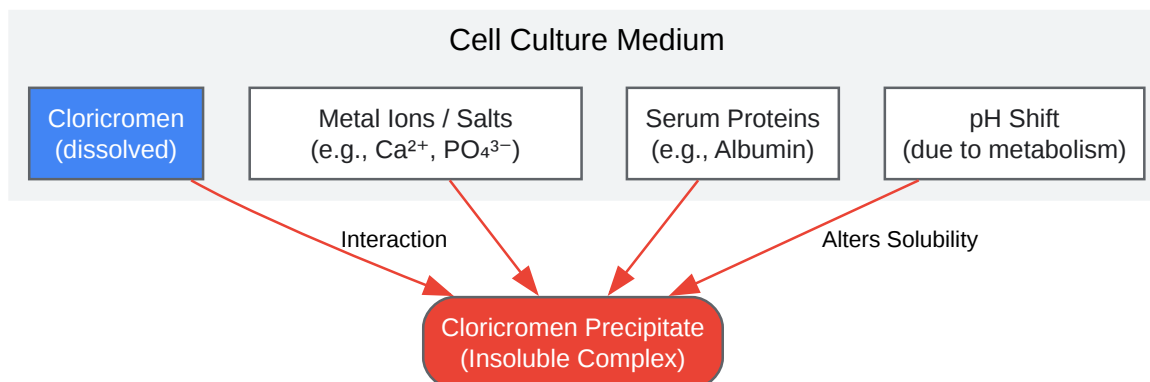 Cell Culture Medium
Cloricromen
(dissolved)
Metal Ions / Salts
(e.g., Ca²⁺, PO₄³⁻)
Serum Proteins
(e.g., Albumin)
pH Shift
(due to metabolism)
Interaction
Alters Solubility
Cloricromen Precipitate
(Insoluble Complex)